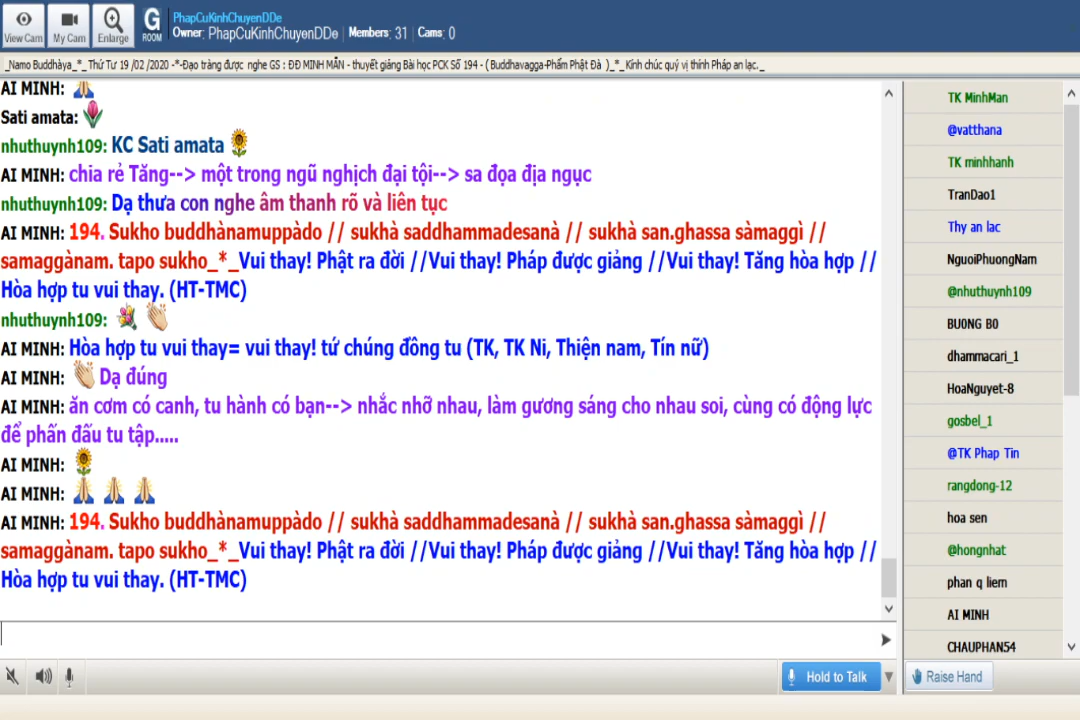 PhapCuKinhChuyenDDe
Owner: PhapCuKinhChuyenDDe Members: 31 Cams: 0
View Cam My Cam Enlarge G ROOM
_Namo Buddhàya_*_ Thứ Tư 19 /02 /2020 -*-Đạo tràng được nghe GS : ĐĐ MINH MẪN - thuyết giảng Bài học PCK Số 194 - ( Buddhavagga-Phẩm Phật Đà )_*_ Kính chúc quý vị thính Pháp an lạc._
AI MINH:
Sati amata:
nhuthuynh109: KC Sati amata
AI MINH: chia rẻ Tăng--> một trong ngũ nghịch đại tội--> sa đọa địa ngục
nhuthuynh109: Dạ thưa con nghe âm thanh rõ và liên tục
AI MINH: 194. Sukho buddhànamuppàdo // sukhà saddhammadesanà // sukhà san.ghassa sàmaggì //
samaggànam. tapo sukho_*_Vui thay! Phật ra đời //Vui thay! Pháp được giảng //Vui thay! Tăng hòa hợp //
Hòa hợp tu vui thay. (HT-TMC)
nhuthuynh109:
AI MINH: Hòa hợp tu vui thay= vui thay! tứ chúng đồng tu (TK, TK Ni, Thiện nam, Tín nữ)
AI MINH: Dạ đúng
AI MINH: ăn cơm có canh, tu hành có bạn--> nhắc nhỡ nhau, làm gương sáng cho nhau soi, cùng có động lực
để phấn đấu tu tập.....
AI MINH:
AI MINH:
AI MINH: 194. Sukho buddhànamuppàdo // sukhà saddhammadesanà // sukhà san.ghassa sàmaggì //
samaggànam. tapo sukho_*_Vui thay! Phật ra đời //Vui thay! Pháp được giảng //Vui thay! Tăng hòa hợp //
Hòa hợp tu vui thay. (HT-TMC)
TK MinhMan
@vatthana
TK minhhanh
TranDao1
Thy an lac
NguoiPhuongNam
@nhuthuynh109
BUONG BO
dhammacari_1
HoaNguyet-8
gosbel_1
@TK Phap Tin
rangdong-12
hoa sen
@hongnhat
phan q liem
AI MINH
CHAUPHAN54
Hold to Talk
Raise Hand